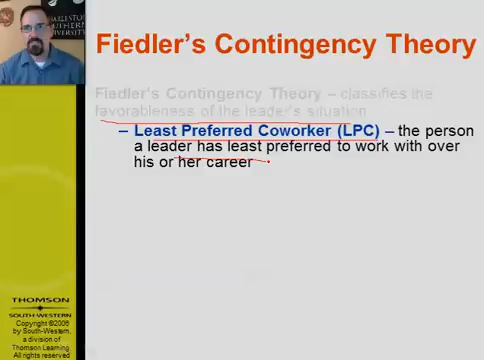 Fiedler's Contingency Theory
Fiedler's Contingency Theory – classifies the
favorableness of the leader's situation
– Least Preferred Coworker (LPC) – the person
a leader has least preferred to work with over
his or her career
THOMSON
SOUTH-WESTERN
Copyright ©2006
by South-Western,
a division of
Thomson Learning
All rights reserved